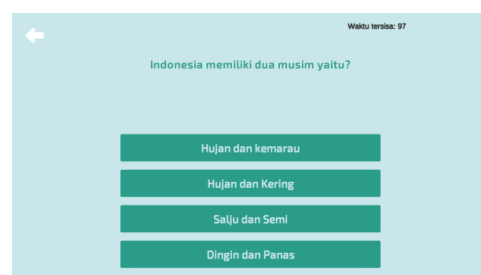 Waktu tersisa: 97
Indonesia memiliki dua musim yaitu?
Hujan dan kemarau
Hujan dan Kering
Salju dan Semi
Dingin dan Panas